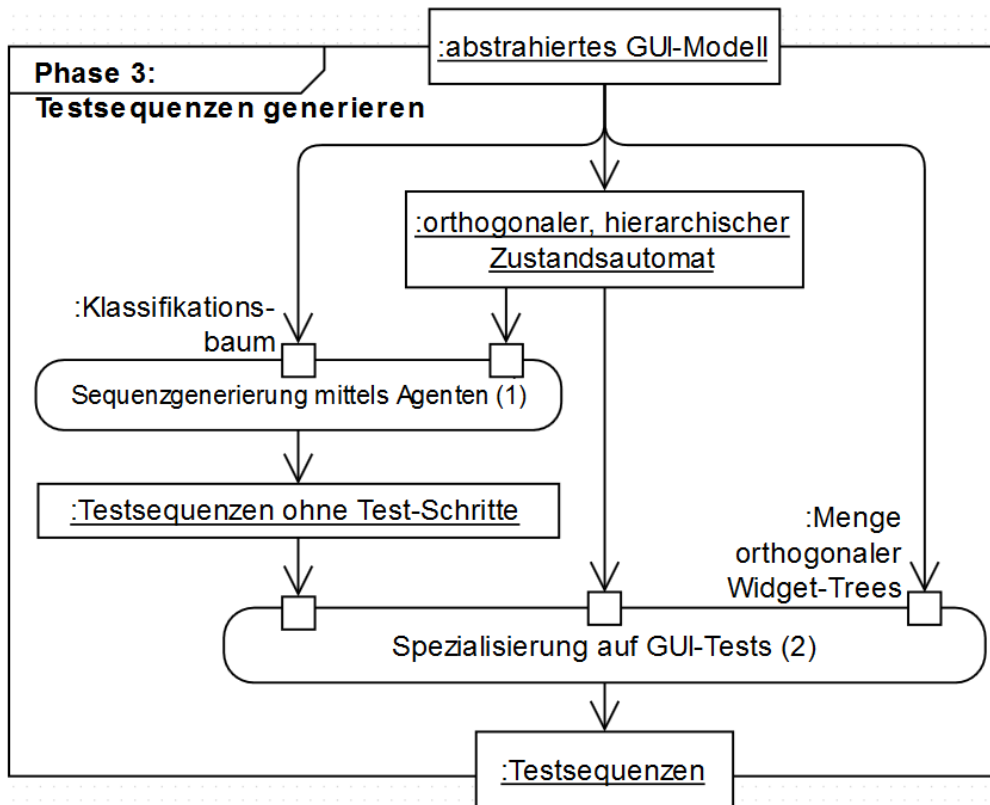 :abstrahiertes GUI-Modell
Phase 3:
Testsequenzen generieren
:orthogonaler, hierarchischer
Zustandsautomat
:Klassifikations-
baum
Sequenzgenerierung mittels Agenten (1)
:Testsequenzen ohne Test-Schritte
:Menge
orthogonaler
Widget-Trees
Spezialisierung auf GUI-Tests (2)
:Testsequenzen